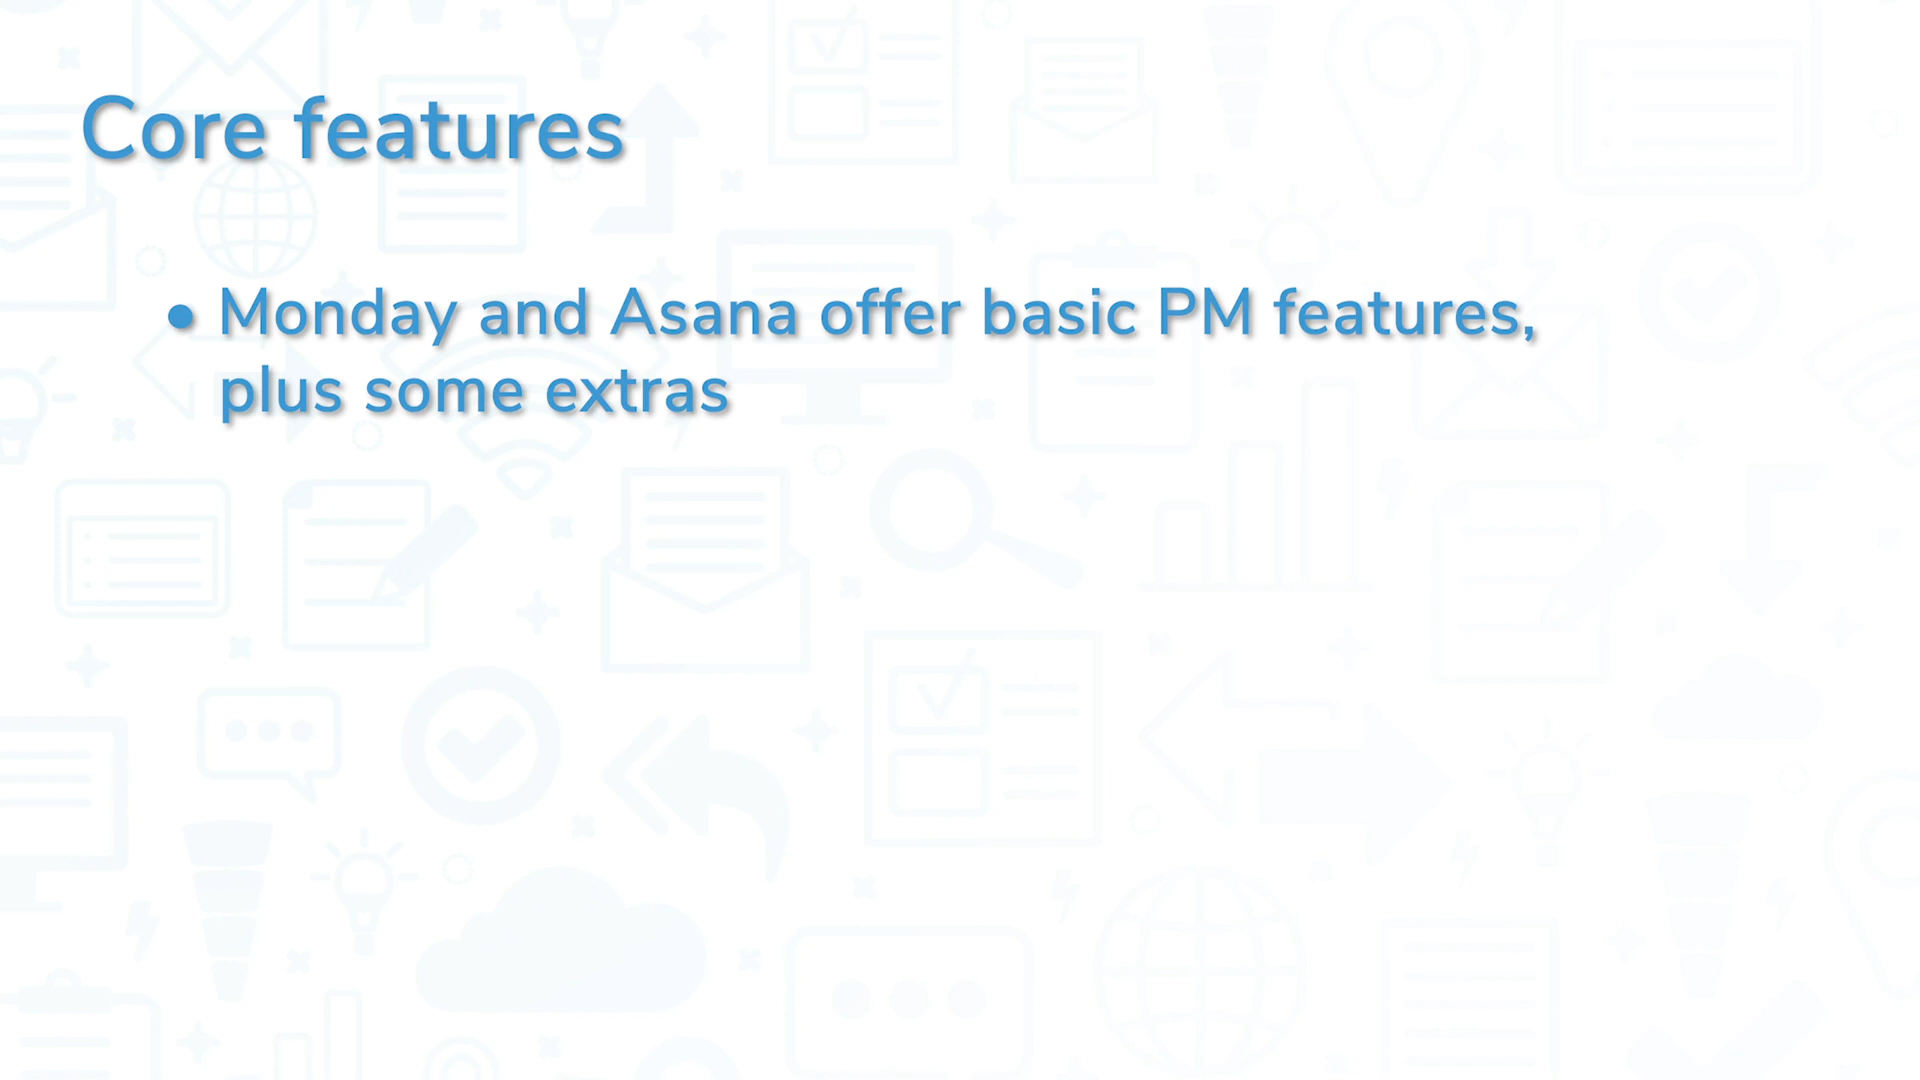 Core features
• Monday and Asana offer basic PM features,
plus some extras